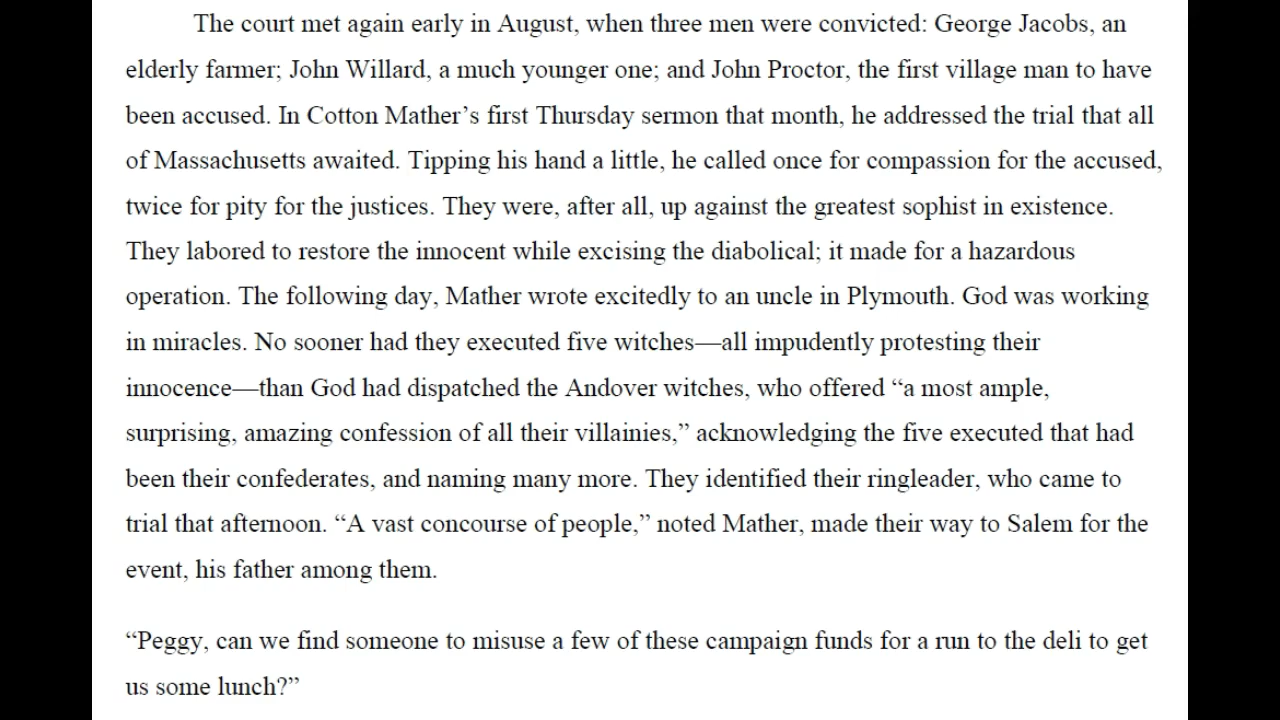 The court met again early in August, when three men were convicted: George Jacobs, an
elderly farmer; John Willard, a much younger one; and John Proctor, the first village man to have
been accused. In Cotton Mather’s first Thursday sermon that month, he addressed the trial that all
of Massachusetts awaited. Tipping his hand a little, he called once for compassion for the accused,
twice for pity for the justices. They were, after all, up against the greatest sophist in existence.
They labored to restore the innocent while excising the diabolical; it made for a hazardous
operation. The following day, Mather wrote excitedly to an uncle in Plymouth. God was working
in miracles. No sooner had they executed five witches—all impudently protesting their
innocence—than God had dispatched the Andover witches, who offered “a most ample,
surprising, amazing confession of all their villainies,” acknowledging the five executed that had
been their confederates, and naming many more. They identified their ringleader, who came to
trial that afternoon. “A vast concourse of people,” noted Mather, made their way to Salem for the
event, his father among them.
“Peggy, can we find someone to misuse a few of these campaign funds for a run to the deli to get
us some lunch?”